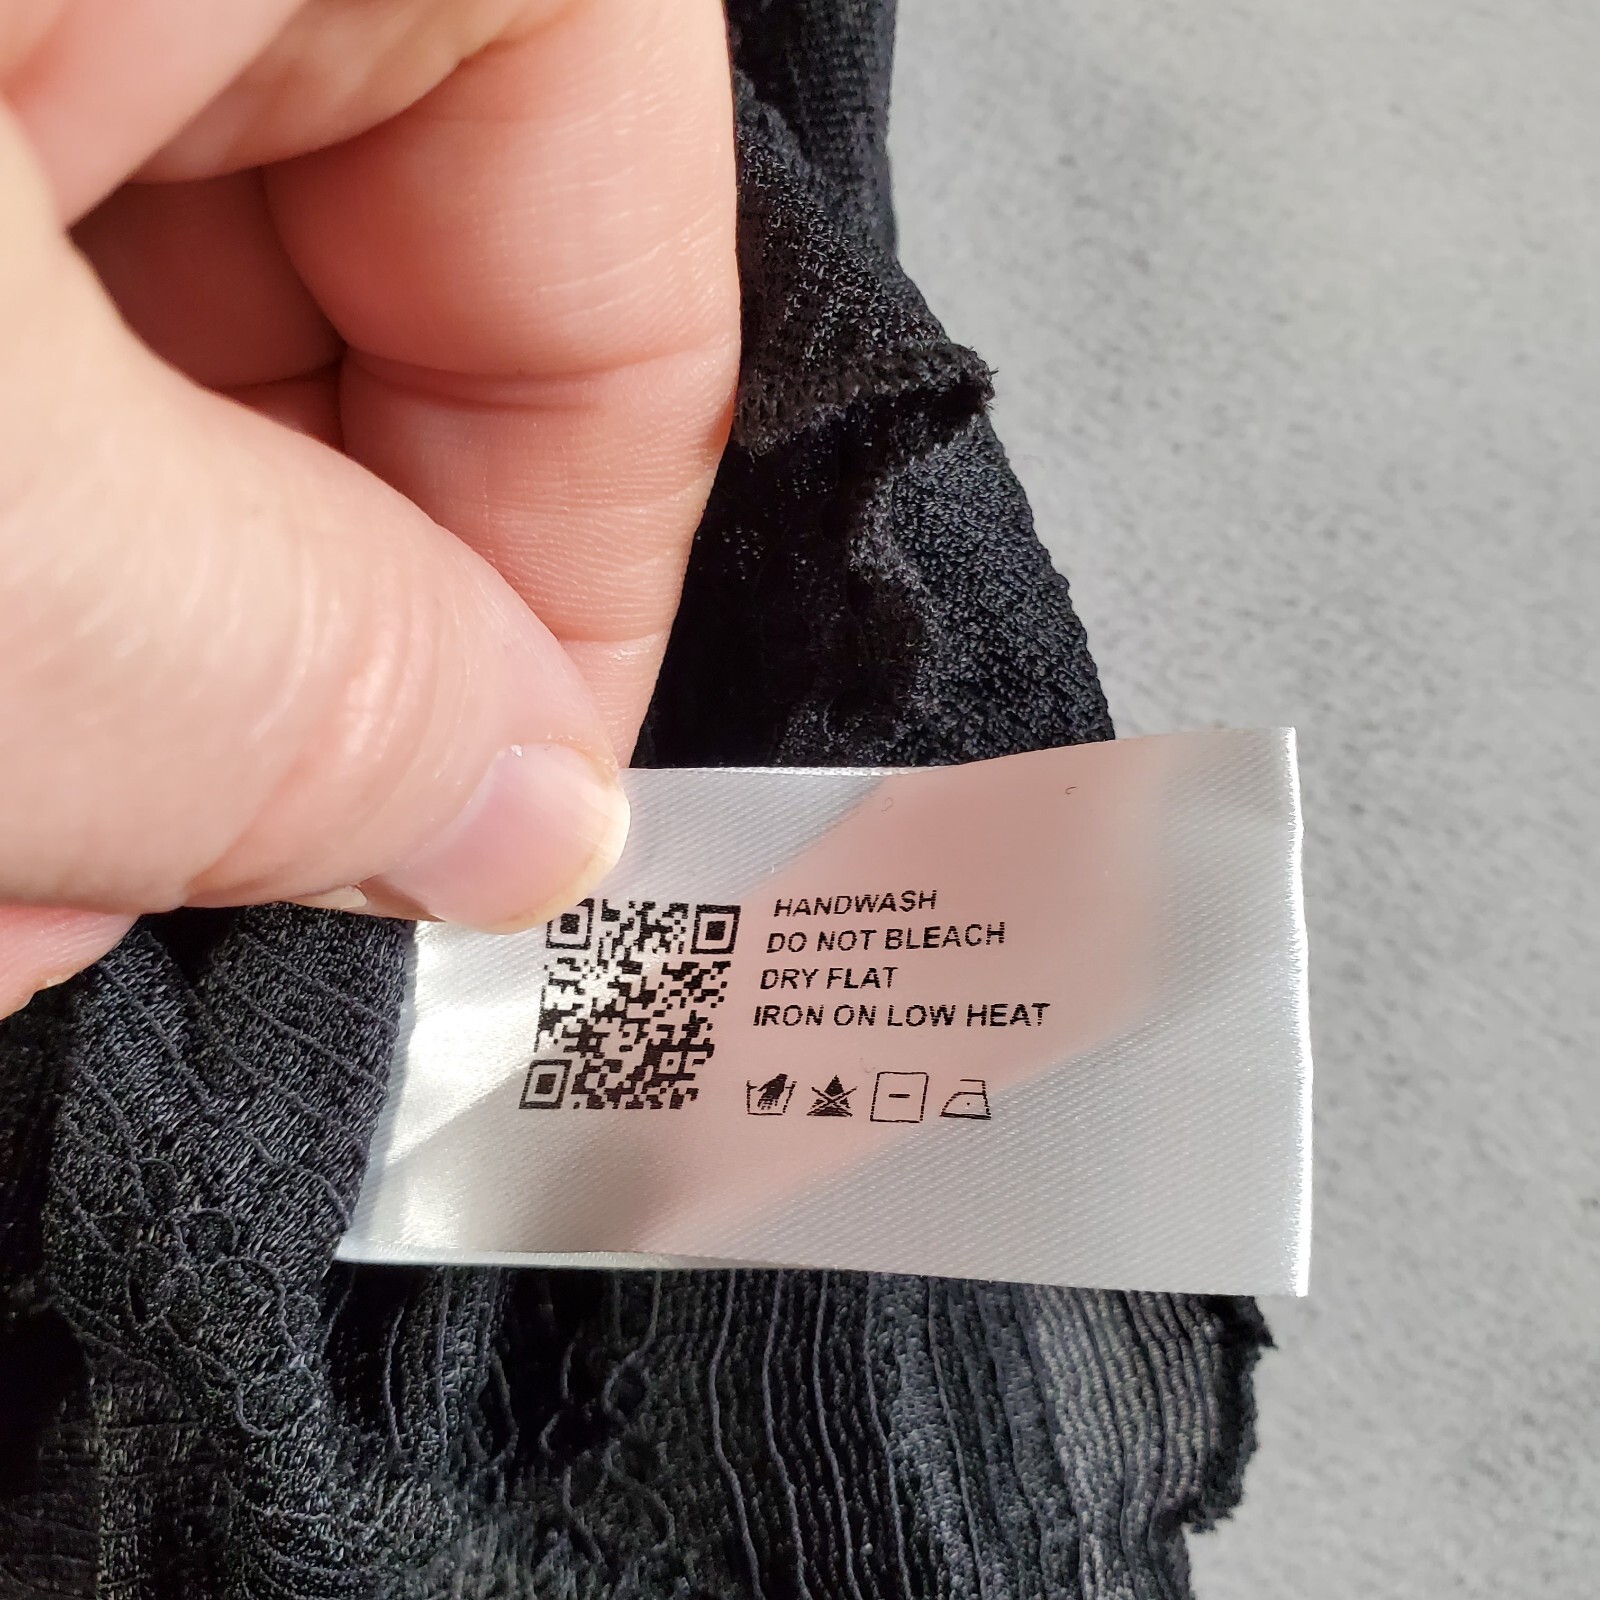 HANDWASH
DO NOT BLEACH
DRY FLAT
IRON ON LOW HEAT